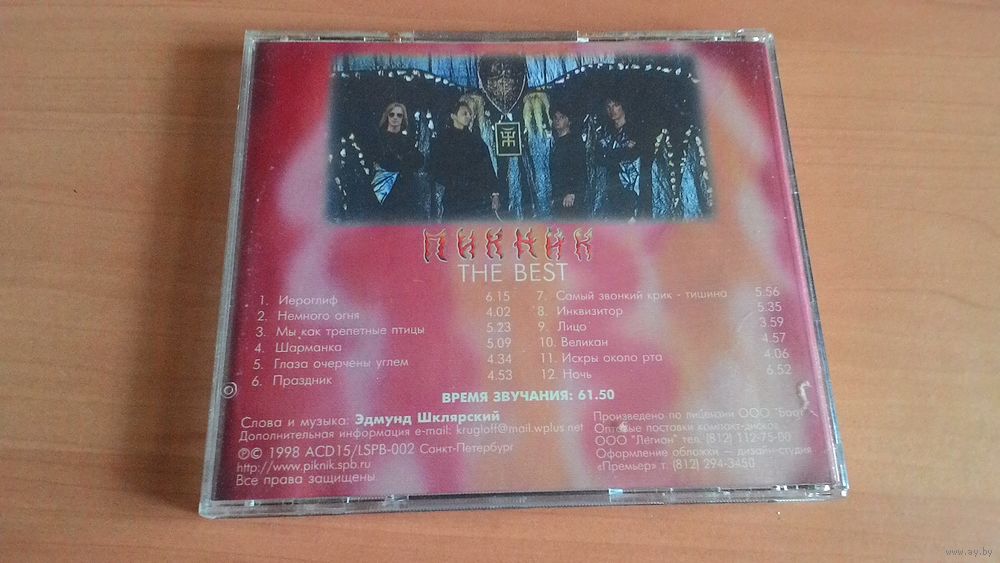 ПИКНИК
THE BEST
1. Иероглиф 6.15
2. Немного огня 4.02
3. Мы как трепетные птицы 5.23
4. Шарманка 5.09
5. Глаза очерчены углем 4.34
6. Праздник 4.53
7. Самый звонкий крик - тишина 5.56
8. Инквизитор 5.35
9. Лицо 3.59
10. Великан 4.57
11. Искры около рта 4.06
12. Ночь 6.52
ВРЕМЯ ЗВУЧАНИЯ: 61.50
Слова и музыка: Эдмунд Шклярский
Дополнительная информация e-mail: krugloff@mail.wplus.net
℗© 1998 ACD15/LSPB-002 Санкт-Петербург
http://www.piknik.spb.ru
Все права защищены.
Произведено по лицензии ООО "Баот"
Оптовые поставки компакт-дисков
ООО "Легион" тел. (812) 112-75-00
Оформление обложки — дизайн-студия
«Премьер» т. (812) 294-3450
www.ay.by